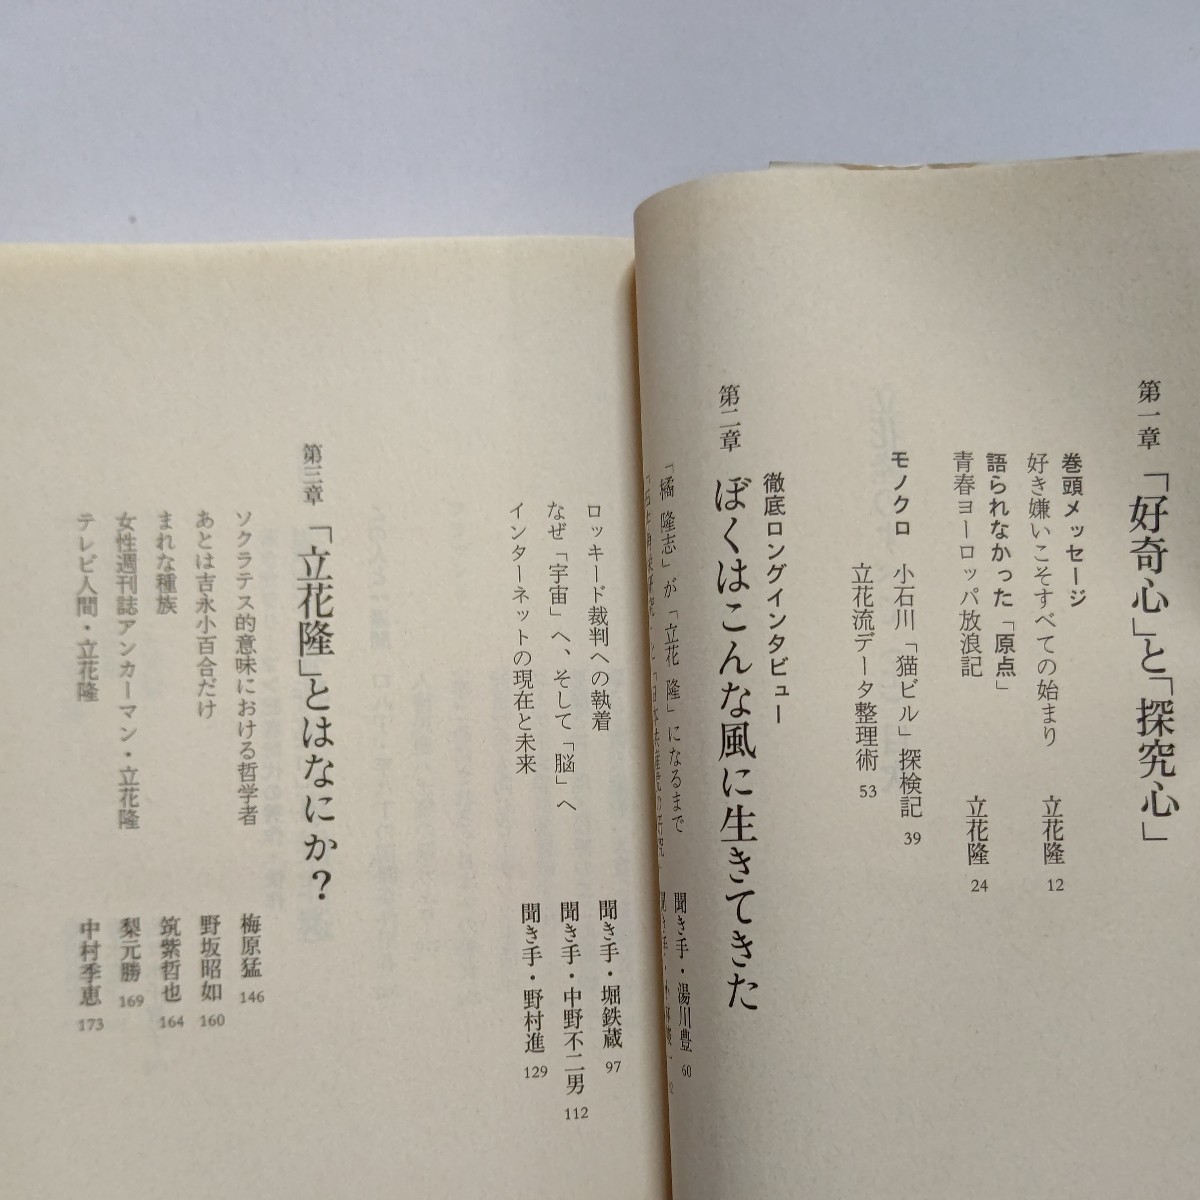 第一章 「好奇心」と「探究心」
巻頭メッセージ
好き嫌いこそすべての始まり 立花隆 12
語られなかった「原点」
青春ヨーロッパ放浪記 立花隆 24
モノクロ 小石川「猫ビル」探検記 39
立花流データ整理術 53
第二章 ぼくはこんな風に生きてきた
徹底ロングインタビュー
「橘 隆志」が「立花 隆」になるまで 聞き手・湯川豊 60
ロッキード裁判への執着 聞き手・堀鉄蔵 97
なぜ「宇宙」へ、そして「脳」へ 聞き手・中野不二男 112
インターネットの現在と未来 聞き手・野村進 129
第三章 「立花隆」とはなにか？
ソクラテス的意味における哲学者 梅原猛 146
あとは吉永小百合だけ 野坂昭如 160
まれな種族 筑紫哲也 164
女性週刊誌アンカーマン・立花隆 梨元勝 169
テレビ人間・立花隆 中村季恵 173